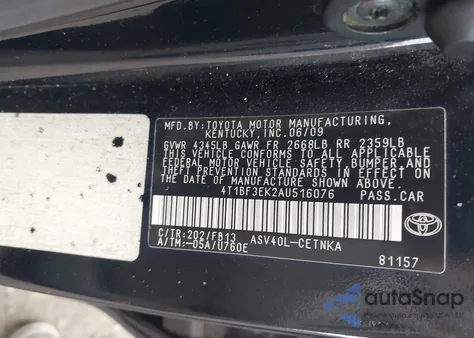 MFD.BY:TOYOTA MOTOR MANUFACTURING,
KENTUCKY,INC.06/09
GVWR 4345LB GAWR FR 2668LB RR 2359LB
THIS VEHICLE CONFORMS TO ALL APPLICABLE
FEDERAL MOTOR VEHICLE SAFETY,BUMPER,AND
THEFT PREVENTION STANDARDS IN EFFECT ON
THE DATE OF MANUFACTURE SHOWN ABOVE.
4T1BF3EK2AU516076 PASS.CAR
C/TR:202/FB13 ASV40L-CETNKA
A/TM:-05A/U760E
TOYOTA
81157
autoSnap